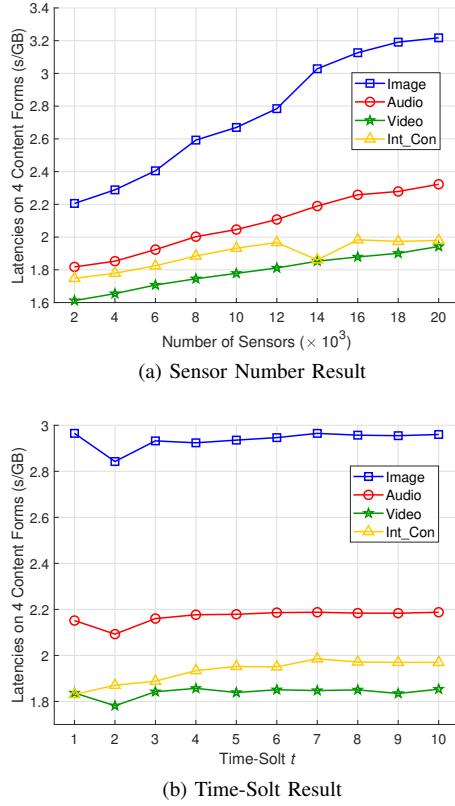 3.4
3.2
3
2.8
2.6
2.4
2.2
2
1.8
1.6
Latencies on 4 Content Forms (s/GB)
Image
Audio
Video
Int_Con
2 4 6 8 10 12 14 16 18 20
Number of Sensors (× 10³)
(a) Sensor Number Result
3
2.8
2.6
2.4
2.2
2
1.8
Latencies on 4 Content Forms (s/GB)
Image
Audio
Video
Int_Con
1 2 3 4 5 6 7 8 9 10
Time-Solt t
(b) Time-Solt Result